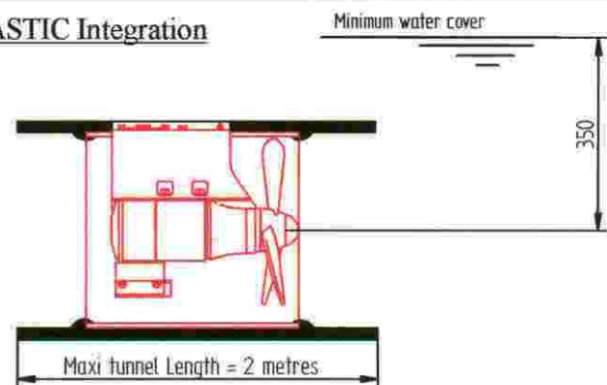 ASTIC Integration
Minimum water cover
350
Maxi tunnel Length = 2 metres